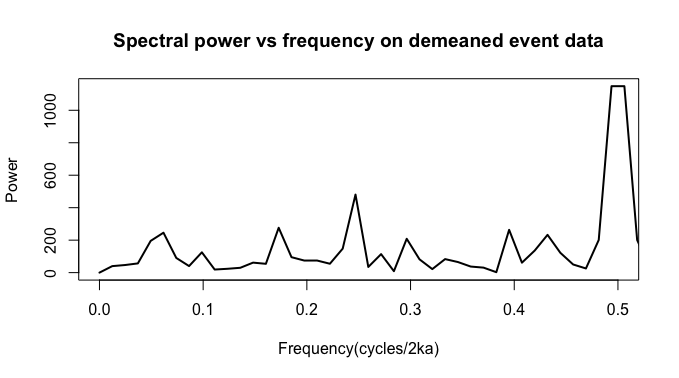 Spectral power vs frequency on demeaned event data
Power
1000
600
200
0
0.0 0.1 0.2 0.3 0.4 0.5
Frequency(cycles/2ka)